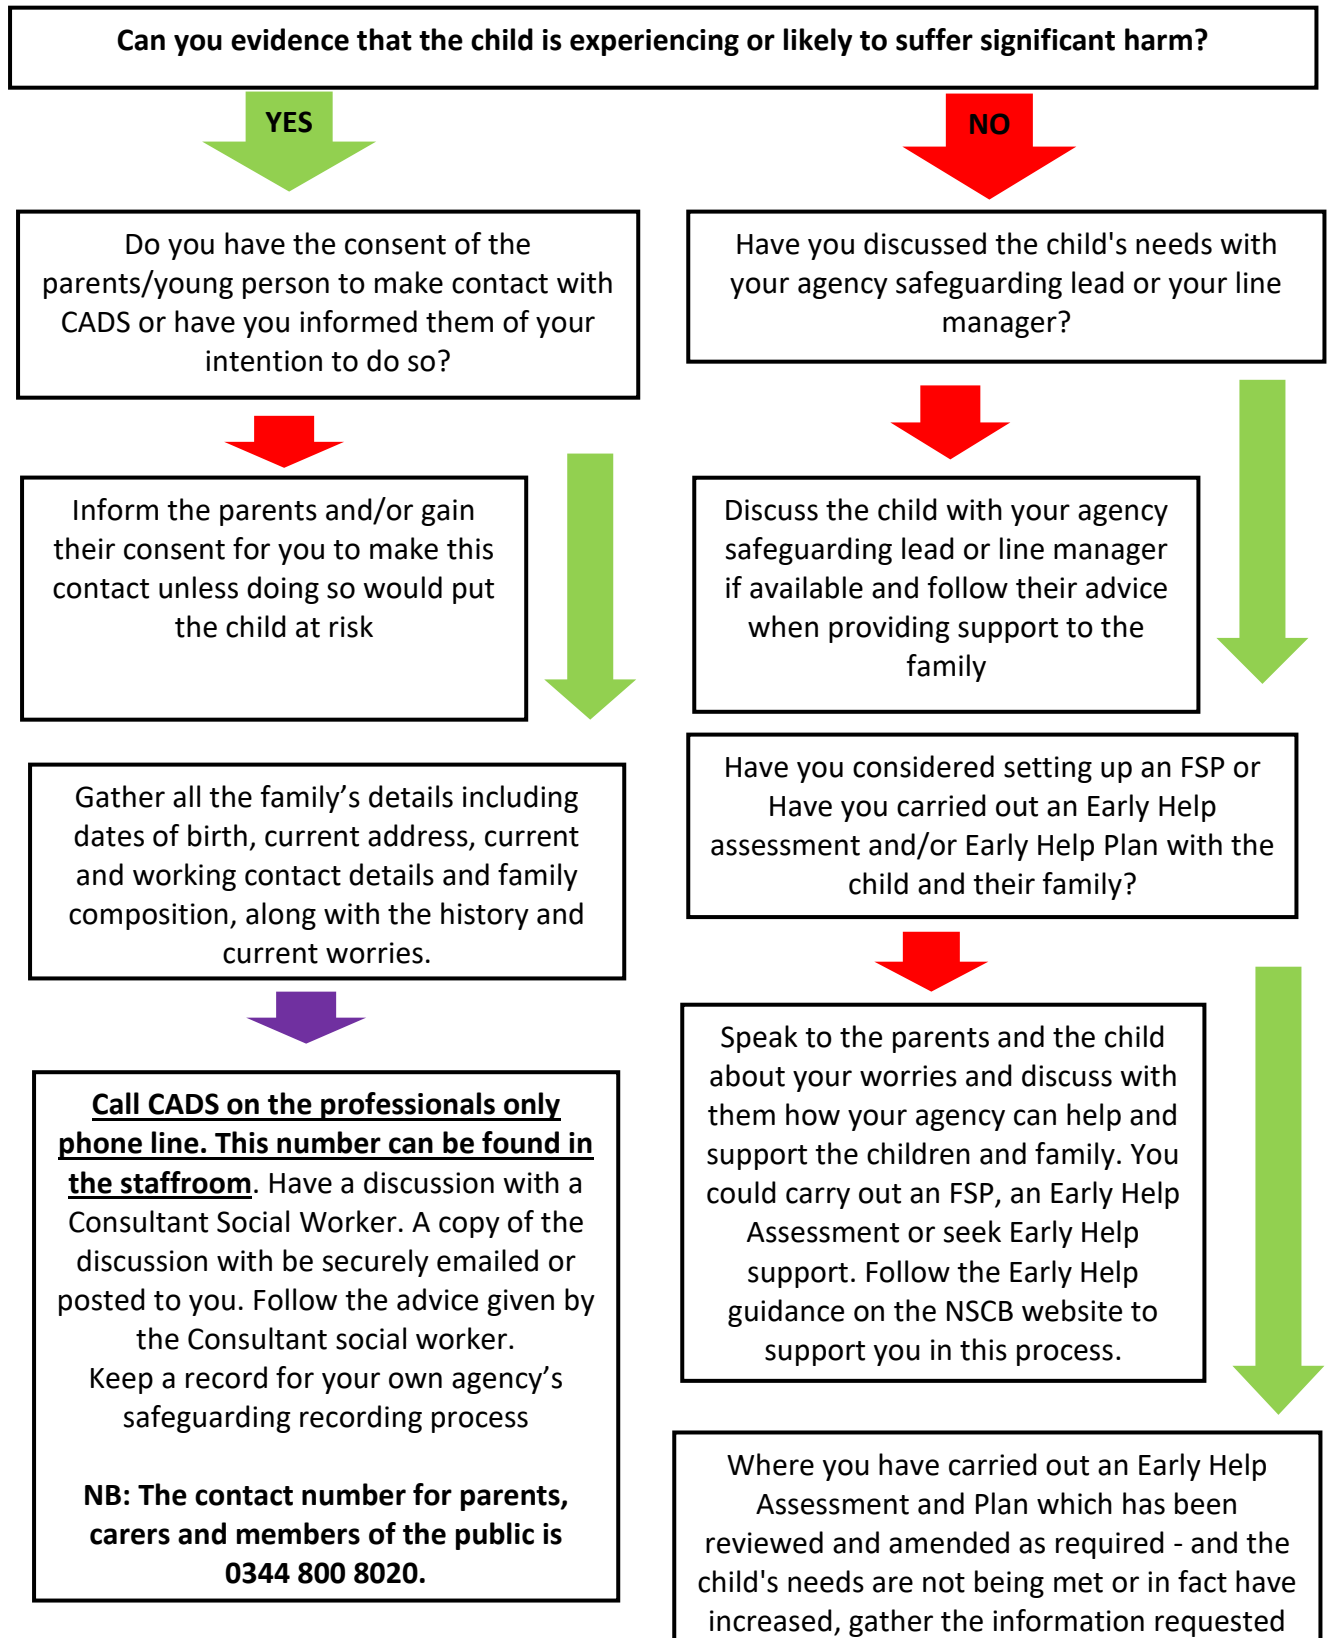 Can you evidence that the child is experiencing or likely to suffer significant harm?
YES
NO
Do you have the consent of the
parents/young person to make contact with
CADS or have you informed them of your
intention to do so?
Have you discussed the child's needs with
your agency safeguarding lead or your line
manager?
Inform the parents and/or gain
their consent for you to make this
contact unless doing so would put
the child at risk
Discuss the child with your agency
safeguarding lead or line manager
if available and follow their advice
when providing support to the
family
Gather all the family’s details including
dates of birth, current address, current
and working contact details and family
composition, along with the history and
current worries.
Have you considered setting up an FSP or
Have you carried out an Early Help
assessment and/or Early Help Plan with the
child and their family?
Call CADS on the professionals only
phone line. This number can be found in
the staffroom. Have a discussion with a
Consultant Social Worker. A copy of the
discussion with be securely emailed or
posted to you. Follow the advice given by
the Consultant social worker.
Keep a record for your own agency’s
safeguarding recording process
NB: The contact number for parents,
carers and members of the public is
0344 800 8020.
Speak to the parents and the child
about your worries and discuss with
them how your agency can help and
support the children and family. You
could carry out an FSP, an Early Help
Assessment or seek Early Help
support. Follow the Early Help
guidance on the NSCB website to
support you in this process.
Where you have carried out an Early Help
Assessment and Plan which has been
reviewed and amended as required - and the
child's needs are not being met or in fact have
increased, gather the information requested